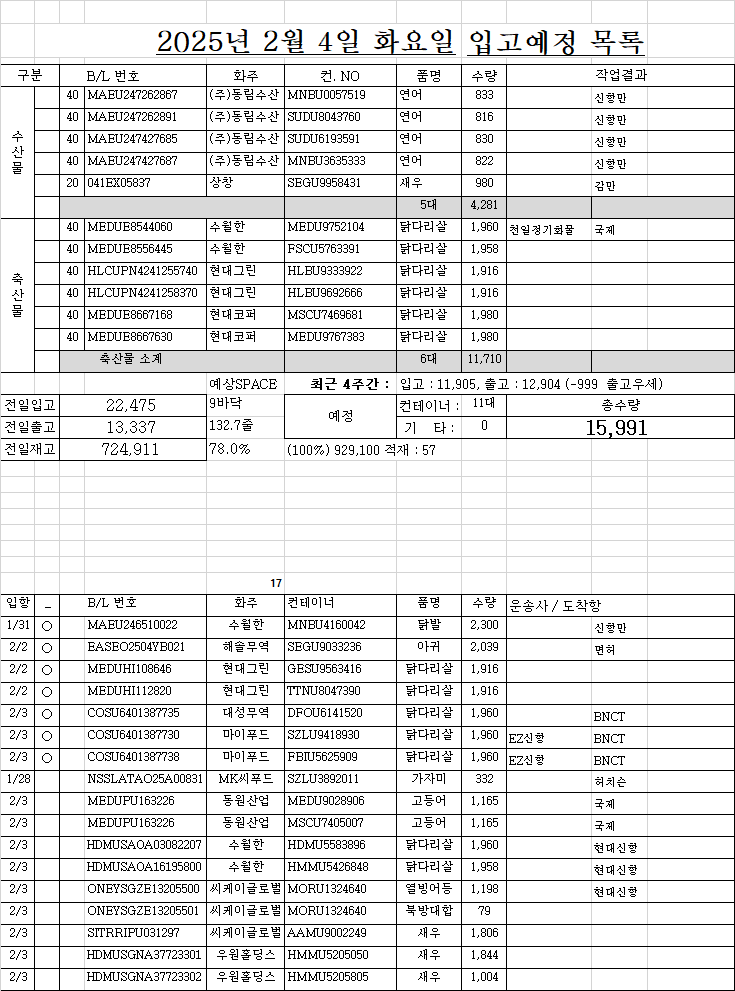 2025년 2월 4일 화요일 입고예정 목록
구분 B/L 번호 화주 컨. NO 품명 수량 작업결과
수산물
40 MAEU247262867 (주)동림수산 MNBU0057519 연어 833 신항만
40 MAEU247262891 (주)동림수산 SUDU8043760 연어 816 신항만
40 MAEU247427685 (주)동림수산 SUDU6193591 연어 830 신항만
40 MAEU247427687 (주)동림수산 MNBU3635333 연어 822 신항만
20 041EX05837 상창 SEGU9958431 새우 980 감만
5대 4,281
축산물
40 MEDUE8544060 수월한 MEDU9752104 닭다리살 1,960 천일정기화물 국제
40 MEDUE8556445 수월한 FSCU5763391 닭다리살 1,958
40 HLCUPN4241255740 현대그린 HLBU9333922 닭다리살 1,916
40 HLCUPN4241258370 현대그린 HLBU9692666 닭다리살 1,916
40 MEDUE8667168 현대코퍼 MSCU7469681 닭다리살 1,980
40 MEDUE8667630 현대코퍼 MEDU9767383 닭다리살 1,980
축산물 소계 6대 11,710
예상SPACE 최근 4주간 : 입고 : 11,905, 출고 : 12,904 (-999 출고우세)
전일입고 22,475 9바닥 예정 컨테이너 : 11대 총수량
전일출고 13,337 132.7줄 기 타 : 0 15,991
전일재고 724,911 78.0% (100%) 929,100 적재 : 57
17
입항 _ B/L 번호 화주 컨테이너 품명 수량 운송사 / 도착항
1/31 ○ MAEU246510022 수월한 MNBU4160042 닭발 2,300 신항만
2/2 ○ EASBO2504YB021 해솔무역 SEGU9033236 아귀 2,039 면허
2/2 ○ MEDUHI108646 현대그린 GESU9563416 닭다리살 1,916
2/2 ○ MEDUHI112820 현대그린 TTNU8047390 닭다리살 1,916
2/3 ○ COSU6401387735 대성무역 DFOU6141520 닭다리살 1,960 BNCT
2/3 ○ COSU6401387730 마이푸드 SZLU9418930 닭다리살 1,960 EZ신항 BNCT
2/3 ○ COSU6401387738 마이푸드 FBIU5625909 닭다리살 1,960 EZ신항 BNCT
1/28 NSSLATAO25A00831 MK씨푸드 SZLU3892011 가자미 332 허치슨
2/3 MEDUPU163226 동원산업 MEDU9028906 고등어 1,165 국제
2/3 MEDUPU163226 동원산업 MSCU7405007 고등어 1,165 국제
2/3 HDMUSAOA03082207 수월한 HDMU5583896 닭다리살 1,960 현대신항
2/3 HDMUSAOA16195800 수월한 HMMU5426848 닭다리살 1,958 현대신항
2/3 ONEYSGZE13205500 씨케이글로벌 MORU1324640 열빙어등 1,198 현대신항
2/3 ONEYSGZE13205501 씨케이글로벌 MORU1324640 북방대합 79
2/3 SITRRIPU031297 씨케이글로벌 AAMU9002249 새우 1,806
2/3 HDMUSGNA37723301 우원홀딩스 HMMU5205050 새우 1,844
2/3 HDMUSGNA37723302 우원홀딩스 HMMU5205805 새우 1,004